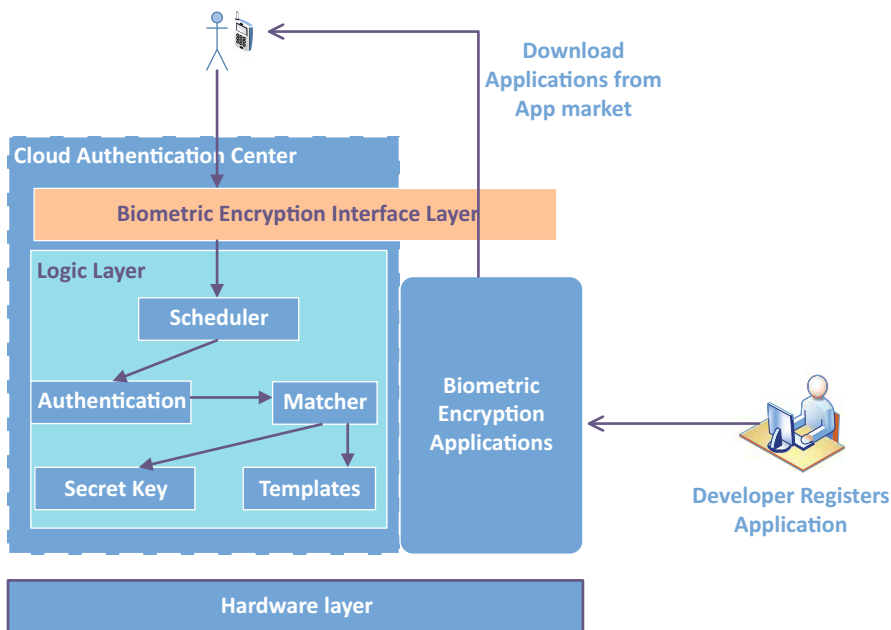 Download
Applications from
App market
Cloud Authentication Center
Biometric Encryption Interface Layer
Logic Layer
Scheduler
Authentication
Matcher
Secret Key
Templates
Biometric
Encryption
Applications
Developer Registers
Application
Hardware layer